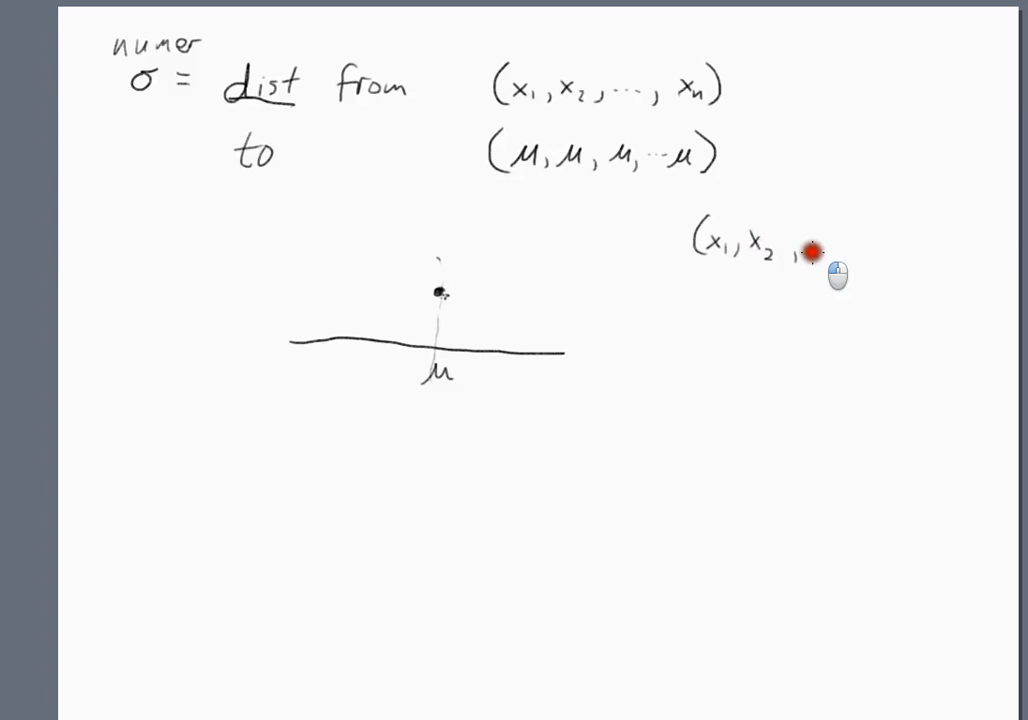 numer
σ = dist from (x₁, x₂, ..., xₙ)
to (μ, μ, μ, ...μ)
(x₁, x₂ ,
μ